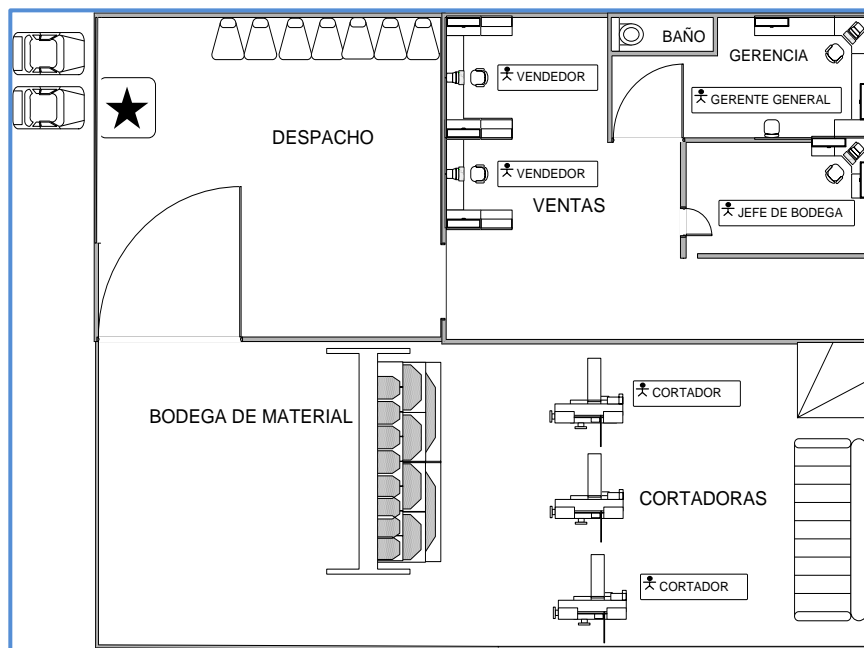 BAÑO
GERENCIA
VENDEDOR
GERENTE GENERAL
DESPACHO
VENDEDOR
VENTAS
JEFE DE BODEGA
CORTADOR
BODEGA DE MATERIAL
CORTADORAS
CORTADOR